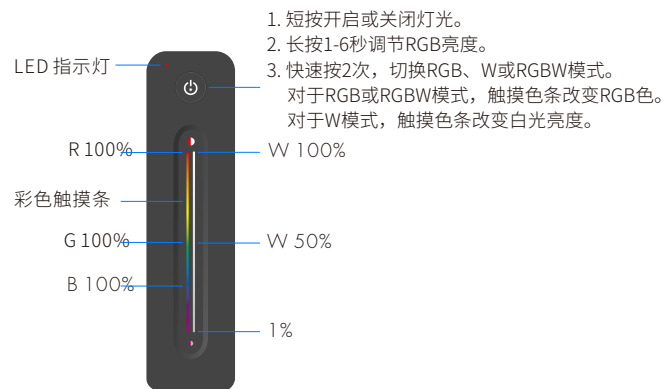 1. 短按开启或关闭灯光。
2. 长按1-6秒调节RGB亮度。
3. 快速按2次，切换RGB、W或RGBW模式。
对于RGB或RGBW模式，触摸色条改变RGB色。
对于W模式，触摸色条改变白光亮度。
LED 指示灯
R 100%
W 100%
彩色触摸条
G 100%
W 50%
B 100%
1%